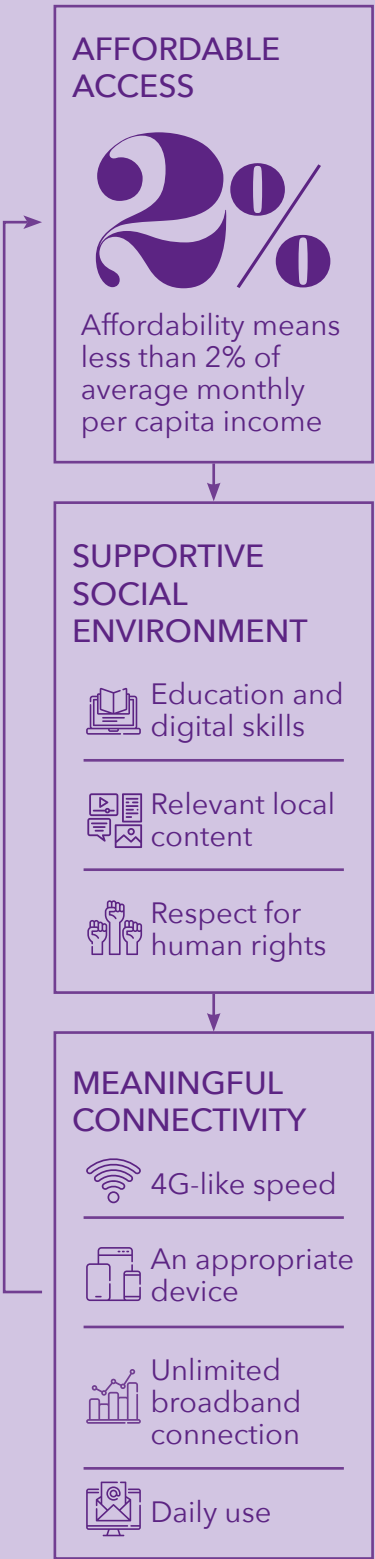 AFFORDABLE
ACCESS
2%
Affordability means
less than 2% of
average monthly
per capita income
SUPPORTIVE
SOCIAL
ENVIRONMENT
Education and
digital skills
Relevant local
content
Respect for
human rights
MEANINGFUL
CONNECTIVITY
4G-like speed
An appropriate
device
Unlimited
broadband
connection
@
Daily use